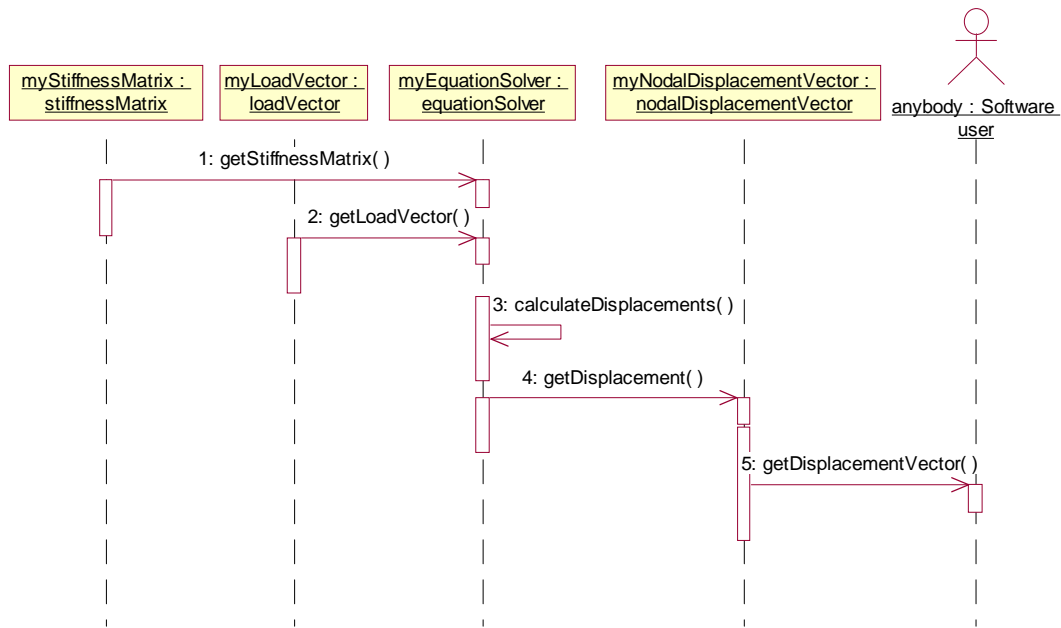 myStiffnessMatrix :
stiffnessMatrix
myLoadVector :
loadVector
myEquationSolver :
equationSolver
myNodalDisplacementVector :
nodalDisplacementVector
anybody : Software
user
1: getStiffnessMatrix( )
2: getLoadVector( )
3: calculateDisplacements( )
4: getDisplacement( )
5: getDisplacementVector( )